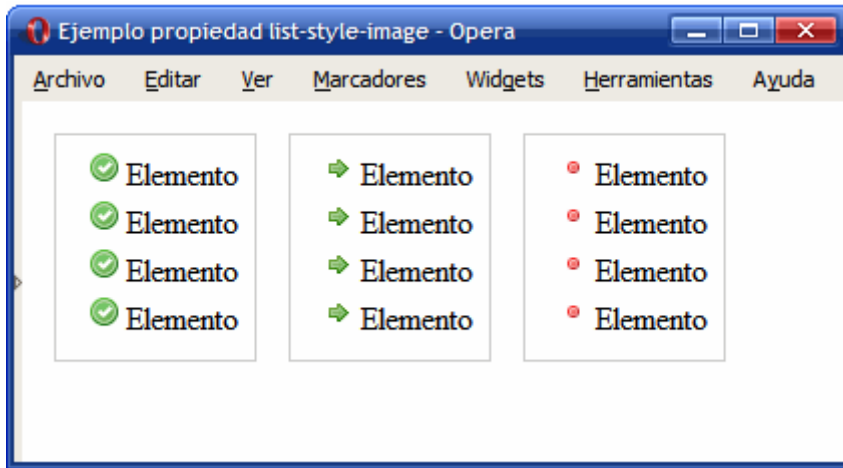 Ejemplo propiedad list-style-image - Opera
Archivo Editar Ver Marcadores Widgets Herramientas Ayuda
Elemento Elemento Elemento
Elemento Elemento Elemento
Elemento Elemento Elemento
Elemento Elemento Elemento